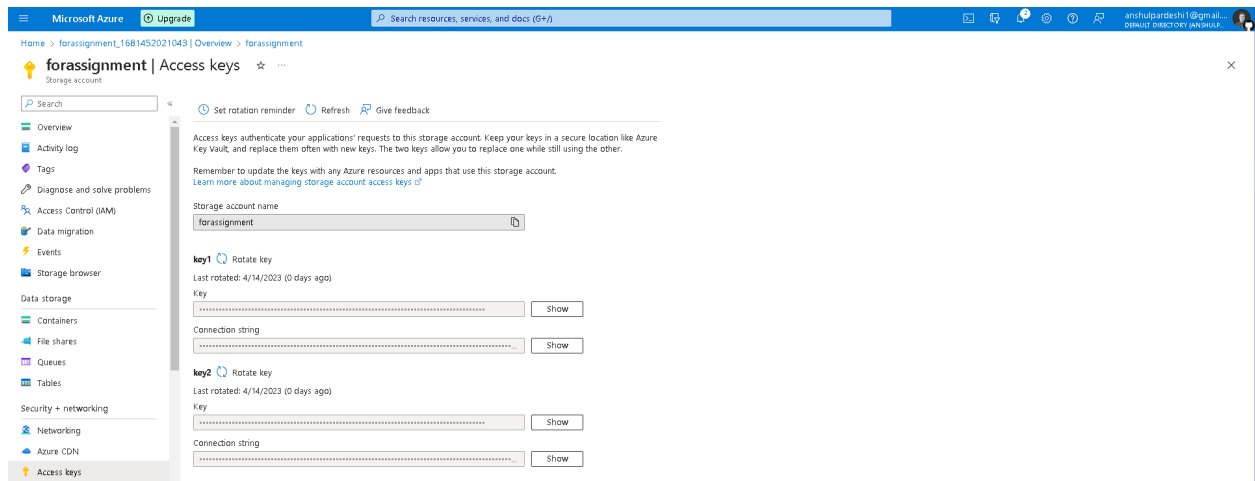 Microsoft Azure
Upgrade
Search resources, services, and docs (G+/)
anshulpardeshi1@gmail....
DEFAULT DIRECTORY (ANSHULP...
Home > forassignment_1681452021043 | Overview > forassignment
forassignment | Access keys
Storage account
Search
Set rotation reminder
Refresh
Give feedback
Overview
Activity log
Tags
Diagnose and solve problems
Access Control (IAM)
Data migration
Events
Storage browser
Data storage
Containers
File shares
Queues
Tables
Security + networking
Networking
Azure CDN
Access keys
Access keys authenticate your applications' requests to this storage account. Keep your keys in a secure location like Azure
Key Vault, and replace them often with new keys. The two keys allow you to replace one while still using the other.
Remember to update the keys with any Azure resources and apps that use this storage account.
Learn more about managing storage account access keys
Storage account name
forassignment
key1 Rotate key
Last rotated: 4/14/2023 (0 days ago)
Key
Show
Connection string
Show
key2 Rotate key
Last rotated: 4/14/2023 (0 days ago)
Key
Show
Connection string
Show